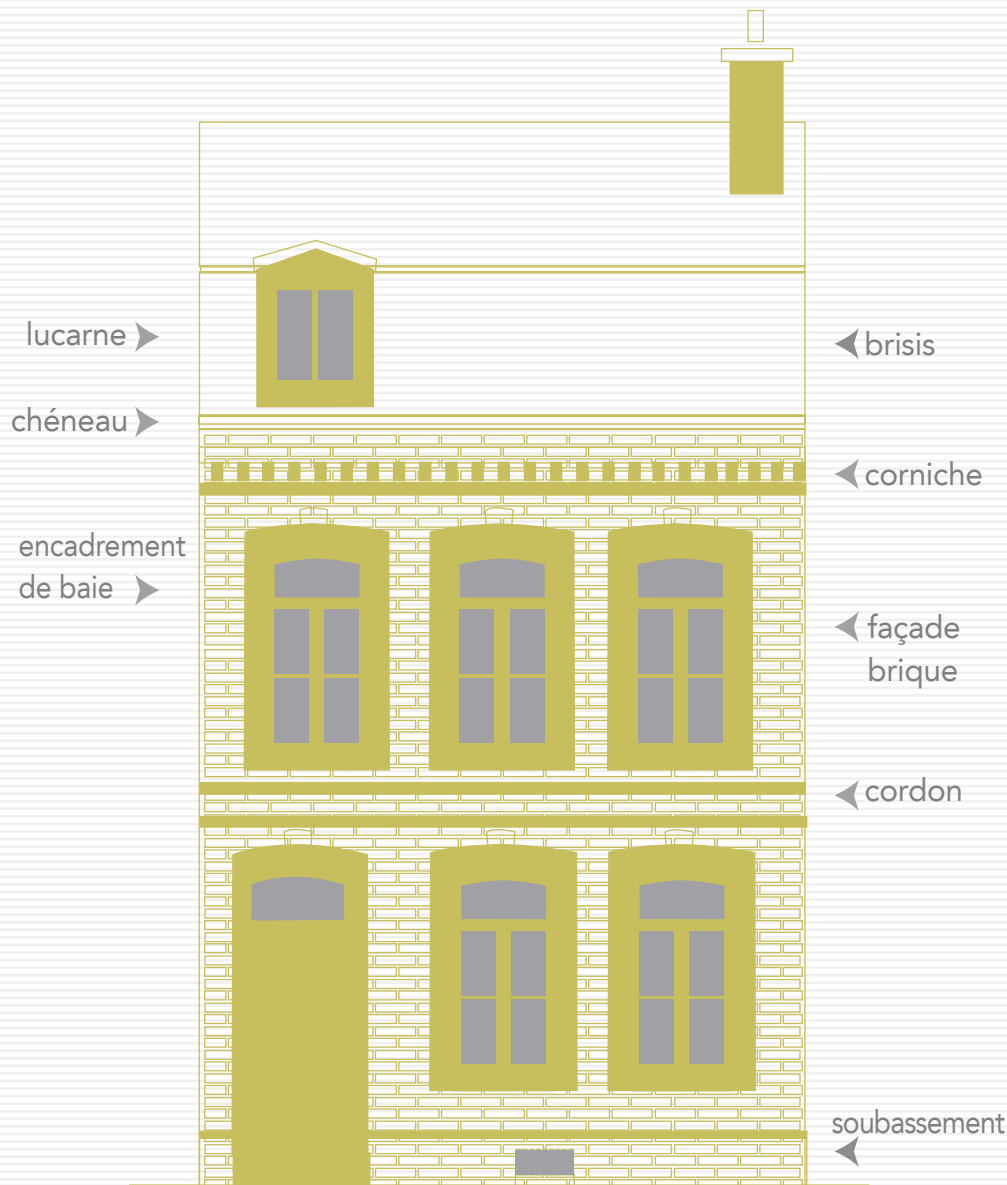 lucarne
brisis
chéneau
corniche
encadrement
de baie
façade
brique
cordon
soubassement